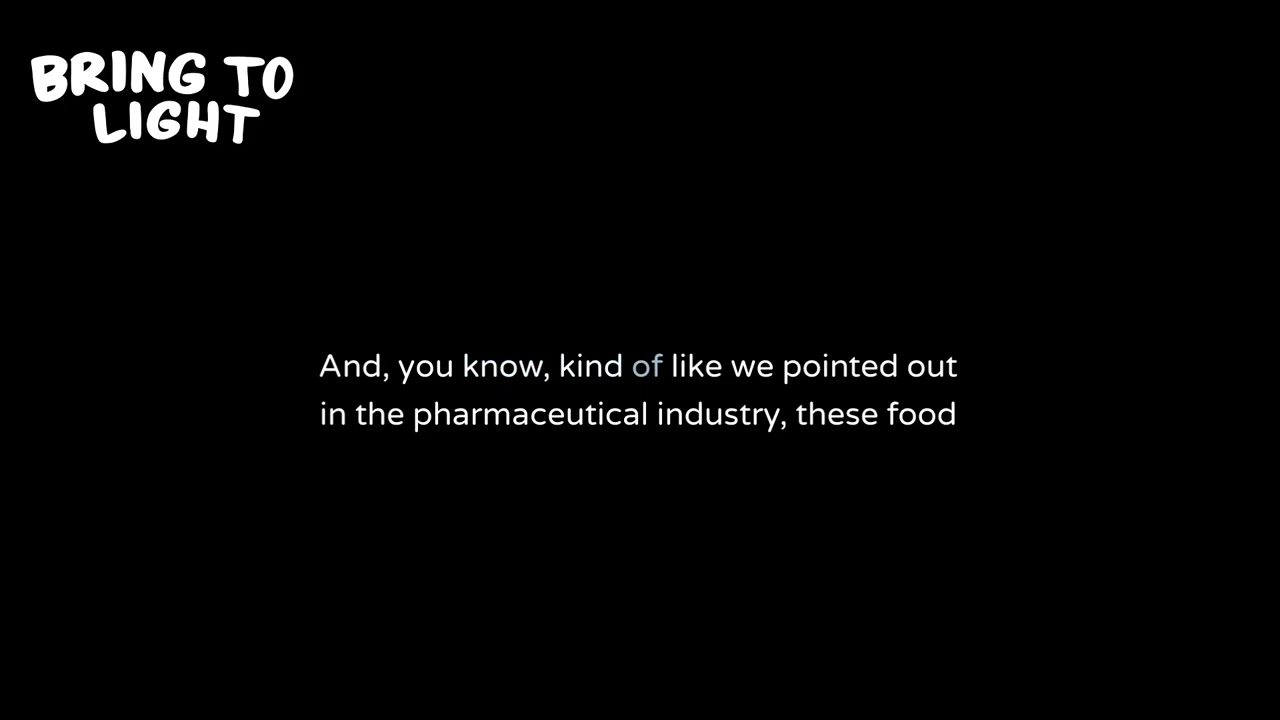 BRING TO
LIGHT
And, you know, kind of like we pointed out
in the pharmaceutical industry, these food